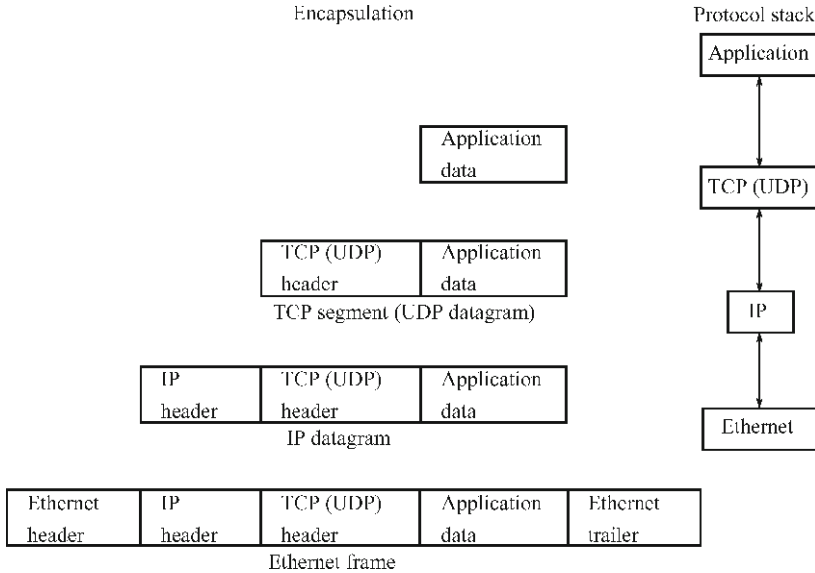 Encapsulation
Protocol stack
Application
Application
data
TCP (UDP)
TCP (UDP)
header
Application
data
TCP segment (UDP datagram)
IP
IP
header
TCP (UDP)
header
Application
data
IP datagram
Ethernet
Ethernet
header
IP
header
TCP (UDP)
header
Application
data
Ethernet
trailer
Ethernet frame